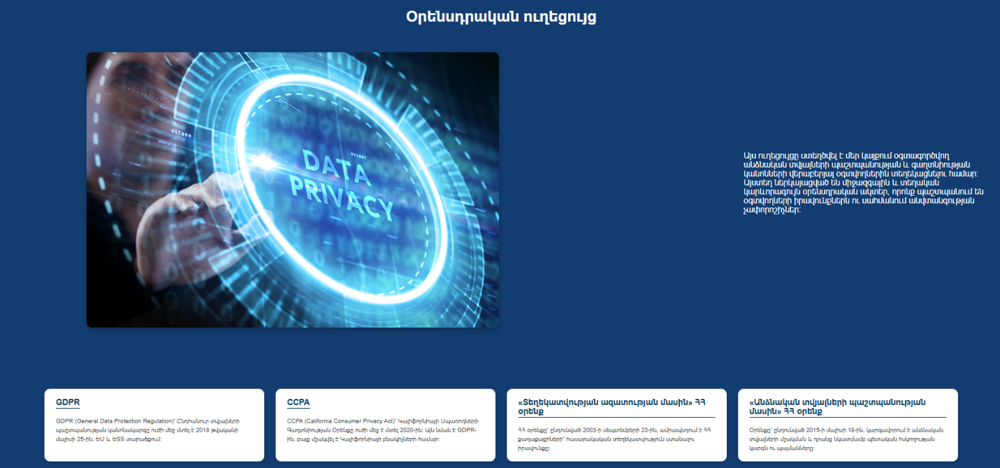 Օրենսդրական ուղեցույց
DATA
PRIVACY
Այս ուղեցույցը ստեղծվել է մեր կայքում օգտագործվող
անձնական տվյալների պաշտպանության և գաղտնիության
կանոնների վերաբերյալ օգտվողներին տեղեկացնելու համար:
Այստեղ ներկայացված են միջազգային և տեղական
կարևորագույն օրենսդրական ակտեր, որոնք պաշտպանում են
օգտվողների իրավունքներն ու սահմանում անվտանգության
չափորոշիչներ:
GDPR
GDPR (General Data Protection Regulation)՝ Ընդհանուր տվյալների
պաշտպանության կանոնակարգը ուժի մեջ մտել է 2018 թվականի
մայիսի 25-ին, ԵՄ և ԵՏՏ տարածքում:
CCPA
CCPA (California Consumer Privacy Act)՝ Կալիֆորնիայի Սպառողների
Գաղտնիության Օրենքը ուժի մեջ է մտել 2020-ին: Այն նման է GDPR-
ին, բայց մշակվել է Կալիֆորնիայի բնակիչների համար:
«Տեղեկատվության ազատության մասին» ՀՀ
օրենք
ՀՀ օրենքը՝ ընդունված 2003-ի սեպտեմբերի 23-ին, ամրապնդում է ՀՀ
քաղաքացիների՝ հասարակական տեղեկատվություն ստանալու
իրավունքը:
«Անձնական տվյալների պաշտպանության
մասին» ՀՀ օրենք
Օրենքը՝ ընդունված 2015-ի մայիսի 18-ին, կարգավորում է անձնական
տվյալների մշակման և դրանց նկատմամբ պետական հսկողության
կարգն ու պայմանները: